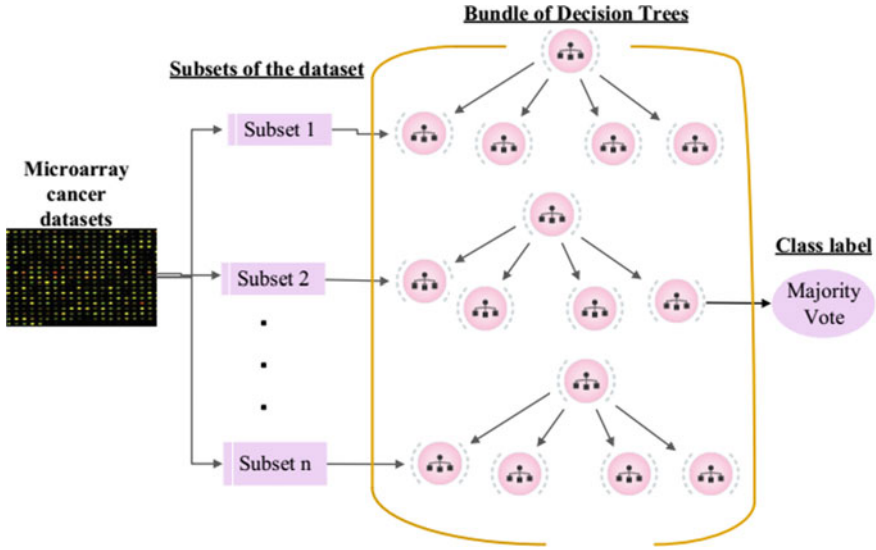 Bundle of Decision Trees
Subsets of the dataset
Subset 1
Microarray
cancer
datasets
Subset 2
Subset n
Class label
Majority
Vote